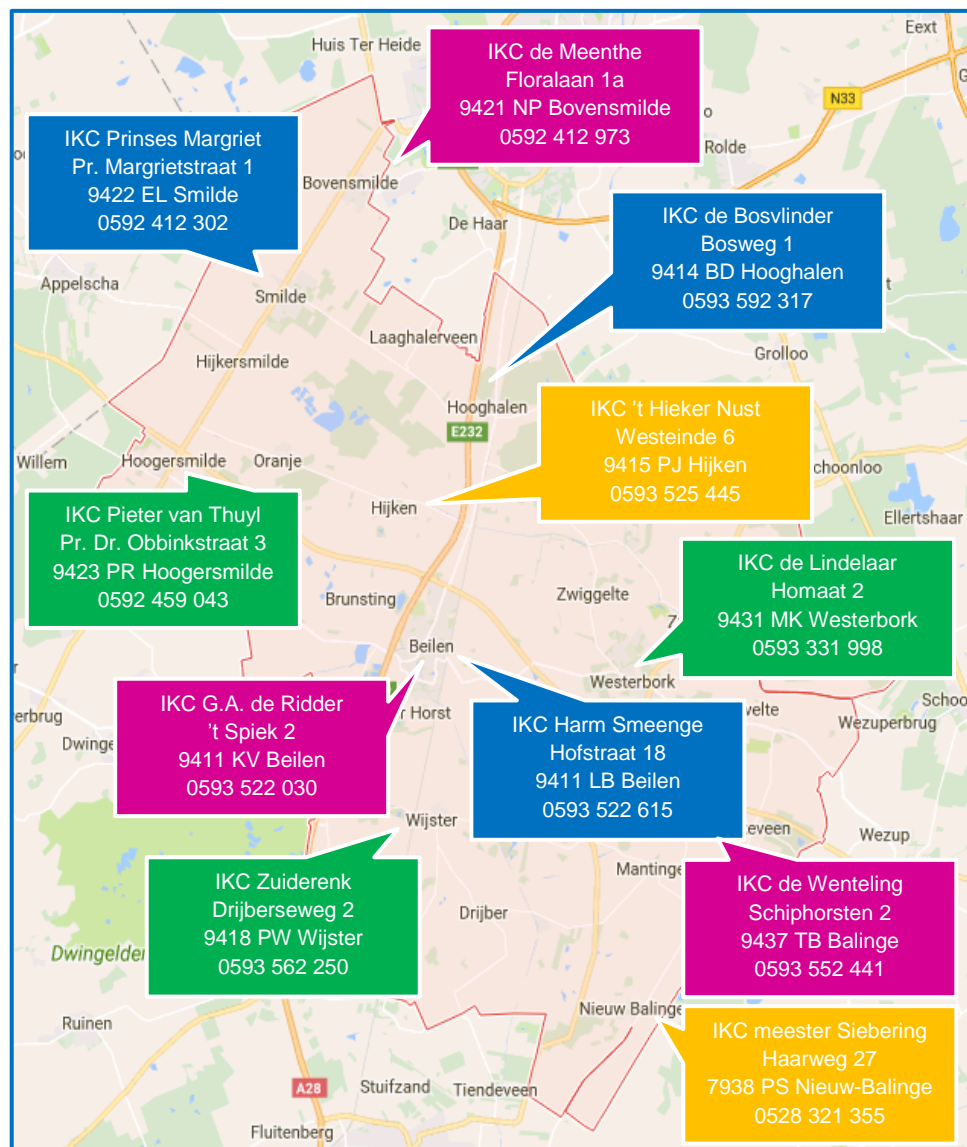 Huis Ter Heide
Eext
IKC de Meenthe
Floralaan 1a
9421 NP Bovensmilde
0592 412 973
N33
Rolde
IKC Prinses Margriet
Pr. Margrietstraat 1
9422 EL Smilde
0592 412 302
Bovensmilde
De Haar
IKC de Bosvlinder
Bosweg 1
9414 BD Hooghalen
0593 592 317
Appelscha
Smilde
Laaghalerveen
Hijkersmilde
Grolloo
Hooghalen
E232
IKC 't Hieker Nust
Westeinde 6
9415 PJ Hijken
0593 525 445
Willem
Hoogersmilde
Oranje
choonloo
Hijken
Ellertshaar
IKC Pieter van Thuyl
Pr. Dr. Obbinkstraat 3
9423 PR Hoogersmilde
0592 459 043
IKC de Lindelaar
Homaat 2
9431 MK Westerbork
0593 331 998
Zwiggelte
Brunsting
Beilen
Westerbork
IKC G.A. de Ridder
't Spiek 2
9411 KV Beilen
0593 522 030
r Horst
IKC Harm Smeenge
Hofstraat 18
9411 LB Beilen
0593 522 615
velte
Schoo
Wezuperbrug
verbrug
Dwing
Wijster
eveen
Wezup
Mantinge
IKC Zuiderenk
Drijberseweg 2
9418 PW Wijster
0593 562 250
IKC de Wenteling
Schiphorsten 2
9437 TB Balinge
0593 552 441
Drijber
Dwingelder
Nieuw Balinge
Ruinen
IKC meester Siebering
Haarweg 27
7938 PS Nieuw-Balinge
0528 321 355
A28
Stuifzand
Tiendeveen
Fluitenberg